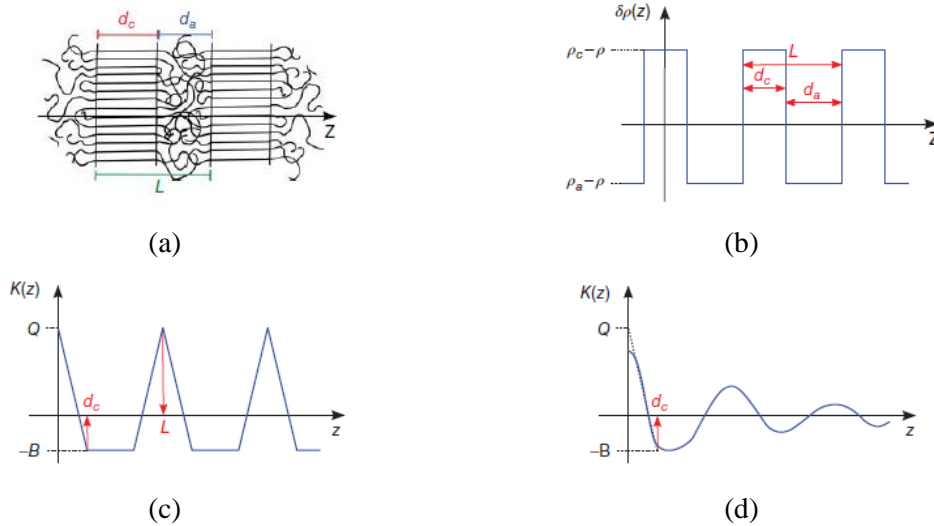 d_c d_a
Z
L
(a)
δρ(z)
ρ_c−ρ
L
d_c
d_a
Z
ρ_a−ρ
(b)
K(z)
Q
d_c
L
z
−B
(c)
K(z)
Q
d_c
z
−B
(d)